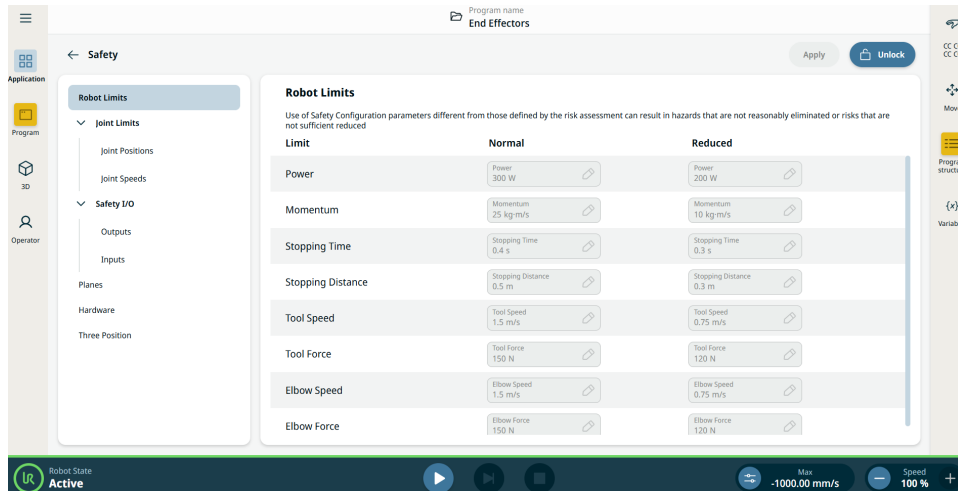 Program name
End Effectors
Application
Program
3D
Operator
Safety
Apply
Unlock
Robot Limits
Joint Limits
Joint Positions
Joint Speeds
Safety I/O
Outputs
Inputs
Planes
Hardware
Three Position
Robot Limits
Use of Safety Configuration parameters different from those defined by the risk assessment can result in hazards that are not reasonably eliminated or risks that are
not sufficient reduced
Limit Normal Reduced
Power
Power
300 W
Power
200 W
Momentum
Momentum
25 kg·m/s
Momentum
10 kg·m/s
Stopping Time
Stopping Time
0.4 s
Stopping Time
0.3 s
Stopping Distance
Stopping Distance
0.5 m
Stopping Distance
0.3 m
Tool Speed
Tool Speed
1.5 m/s
Tool Speed
0.75 m/s
Tool Force
Tool Force
150 N
Tool Force
120 N
Elbow Speed
Elbow Speed
1.5 m/s
Elbow Speed
0.75 m/s
Elbow Force
Elbow Force
150 N
Elbow Force
120 N
CC C
CC C
Mov
Progra
structu
{x}
Variab
UR
Robot State
Active
Max
-1000.00 mm/s
Speed
100 %